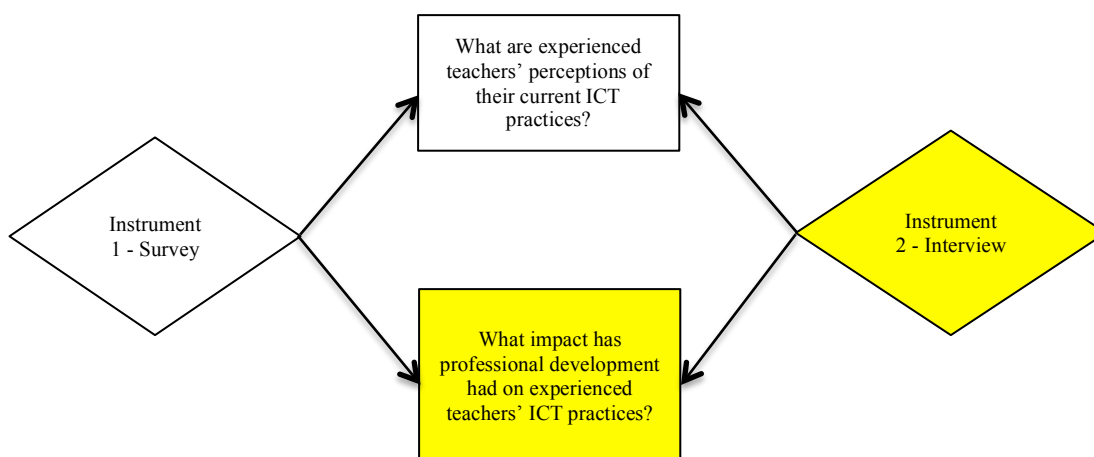 What are experienced
teachers’ perceptions of
their current ICT
practices?
Instrument
1 - Survey
Instrument
2 - Interview
What impact has
professional development
had on experienced
teachers’ ICT practices?